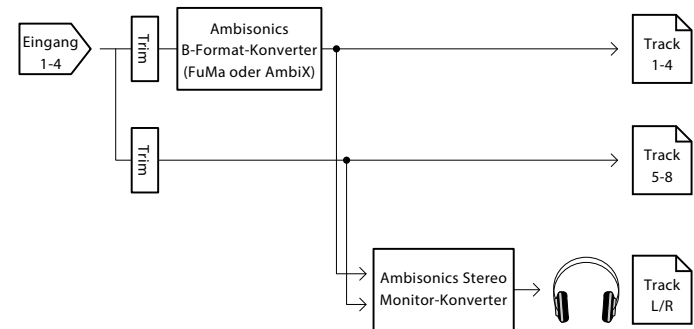 Eingang
1-4
Trim
Ambisonics
B-Format-Konverter
(FuMa oder AmbiX)
Track
1-4
Trim
Track
5-8
Ambisonics Stereo
Monitor-Konverter
Track
L/R